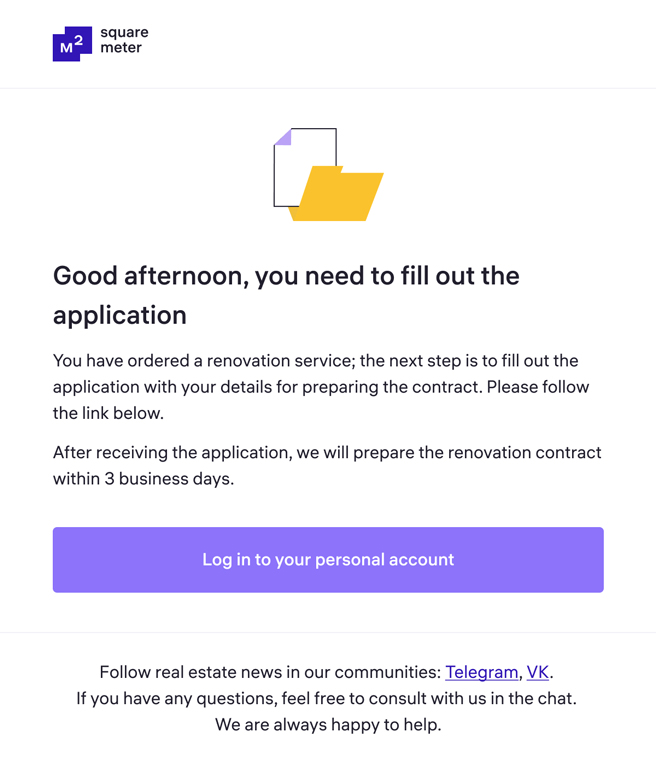 M2
square
meter
Good afternoon, you need to fill out the
application
You have ordered a renovation service; the next step is to fill out the
application with your details for preparing the contract. Please follow
the link below.
After receiving the application, we will prepare the renovation contract
within 3 business days.
Log in to your personal account
Follow real estate news in our communities: Telegram, VK.
If you have any questions, feel free to consult with us in the chat.
We are always happy to help.